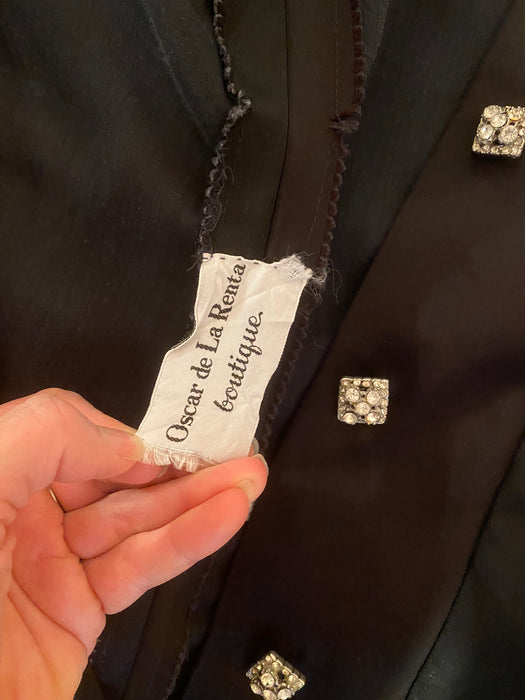 Oscar de La Renta
boutique.